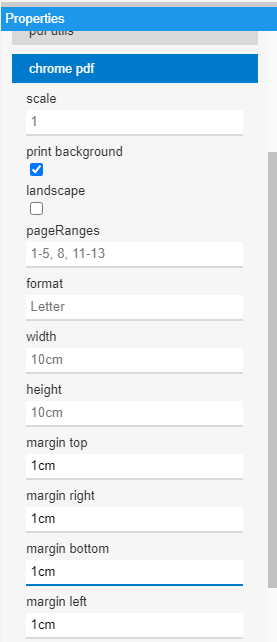 Properties
pdf utils
chrome pdf
scale
1
print background
landscape
pageRanges
1-5, 8, 11-13
format
Letter
width
10cm
height
10cm
margin top
1cm
margin right
1cm
margin bottom
1cm
margin left
1cm